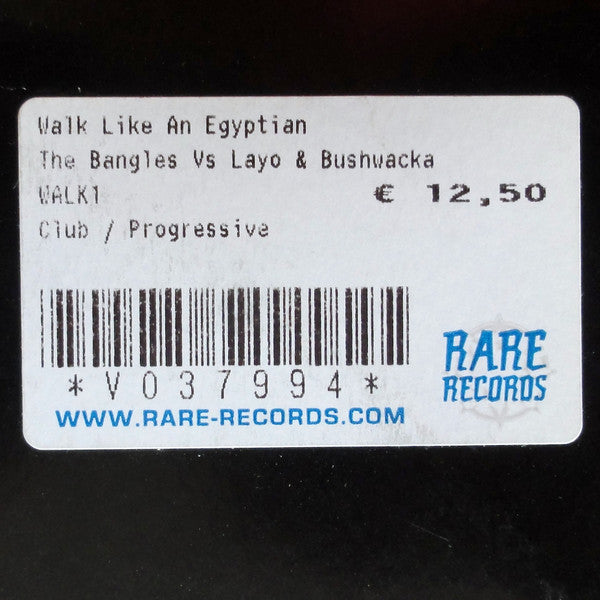 Walk Like An Egyptian
The Bangles Vs Layo & Bushwacka
WALK1
€ 12,50
Club / Progressive
*V037994*
WWW.RARE-RECORDS.COM
RARE
RECORDS